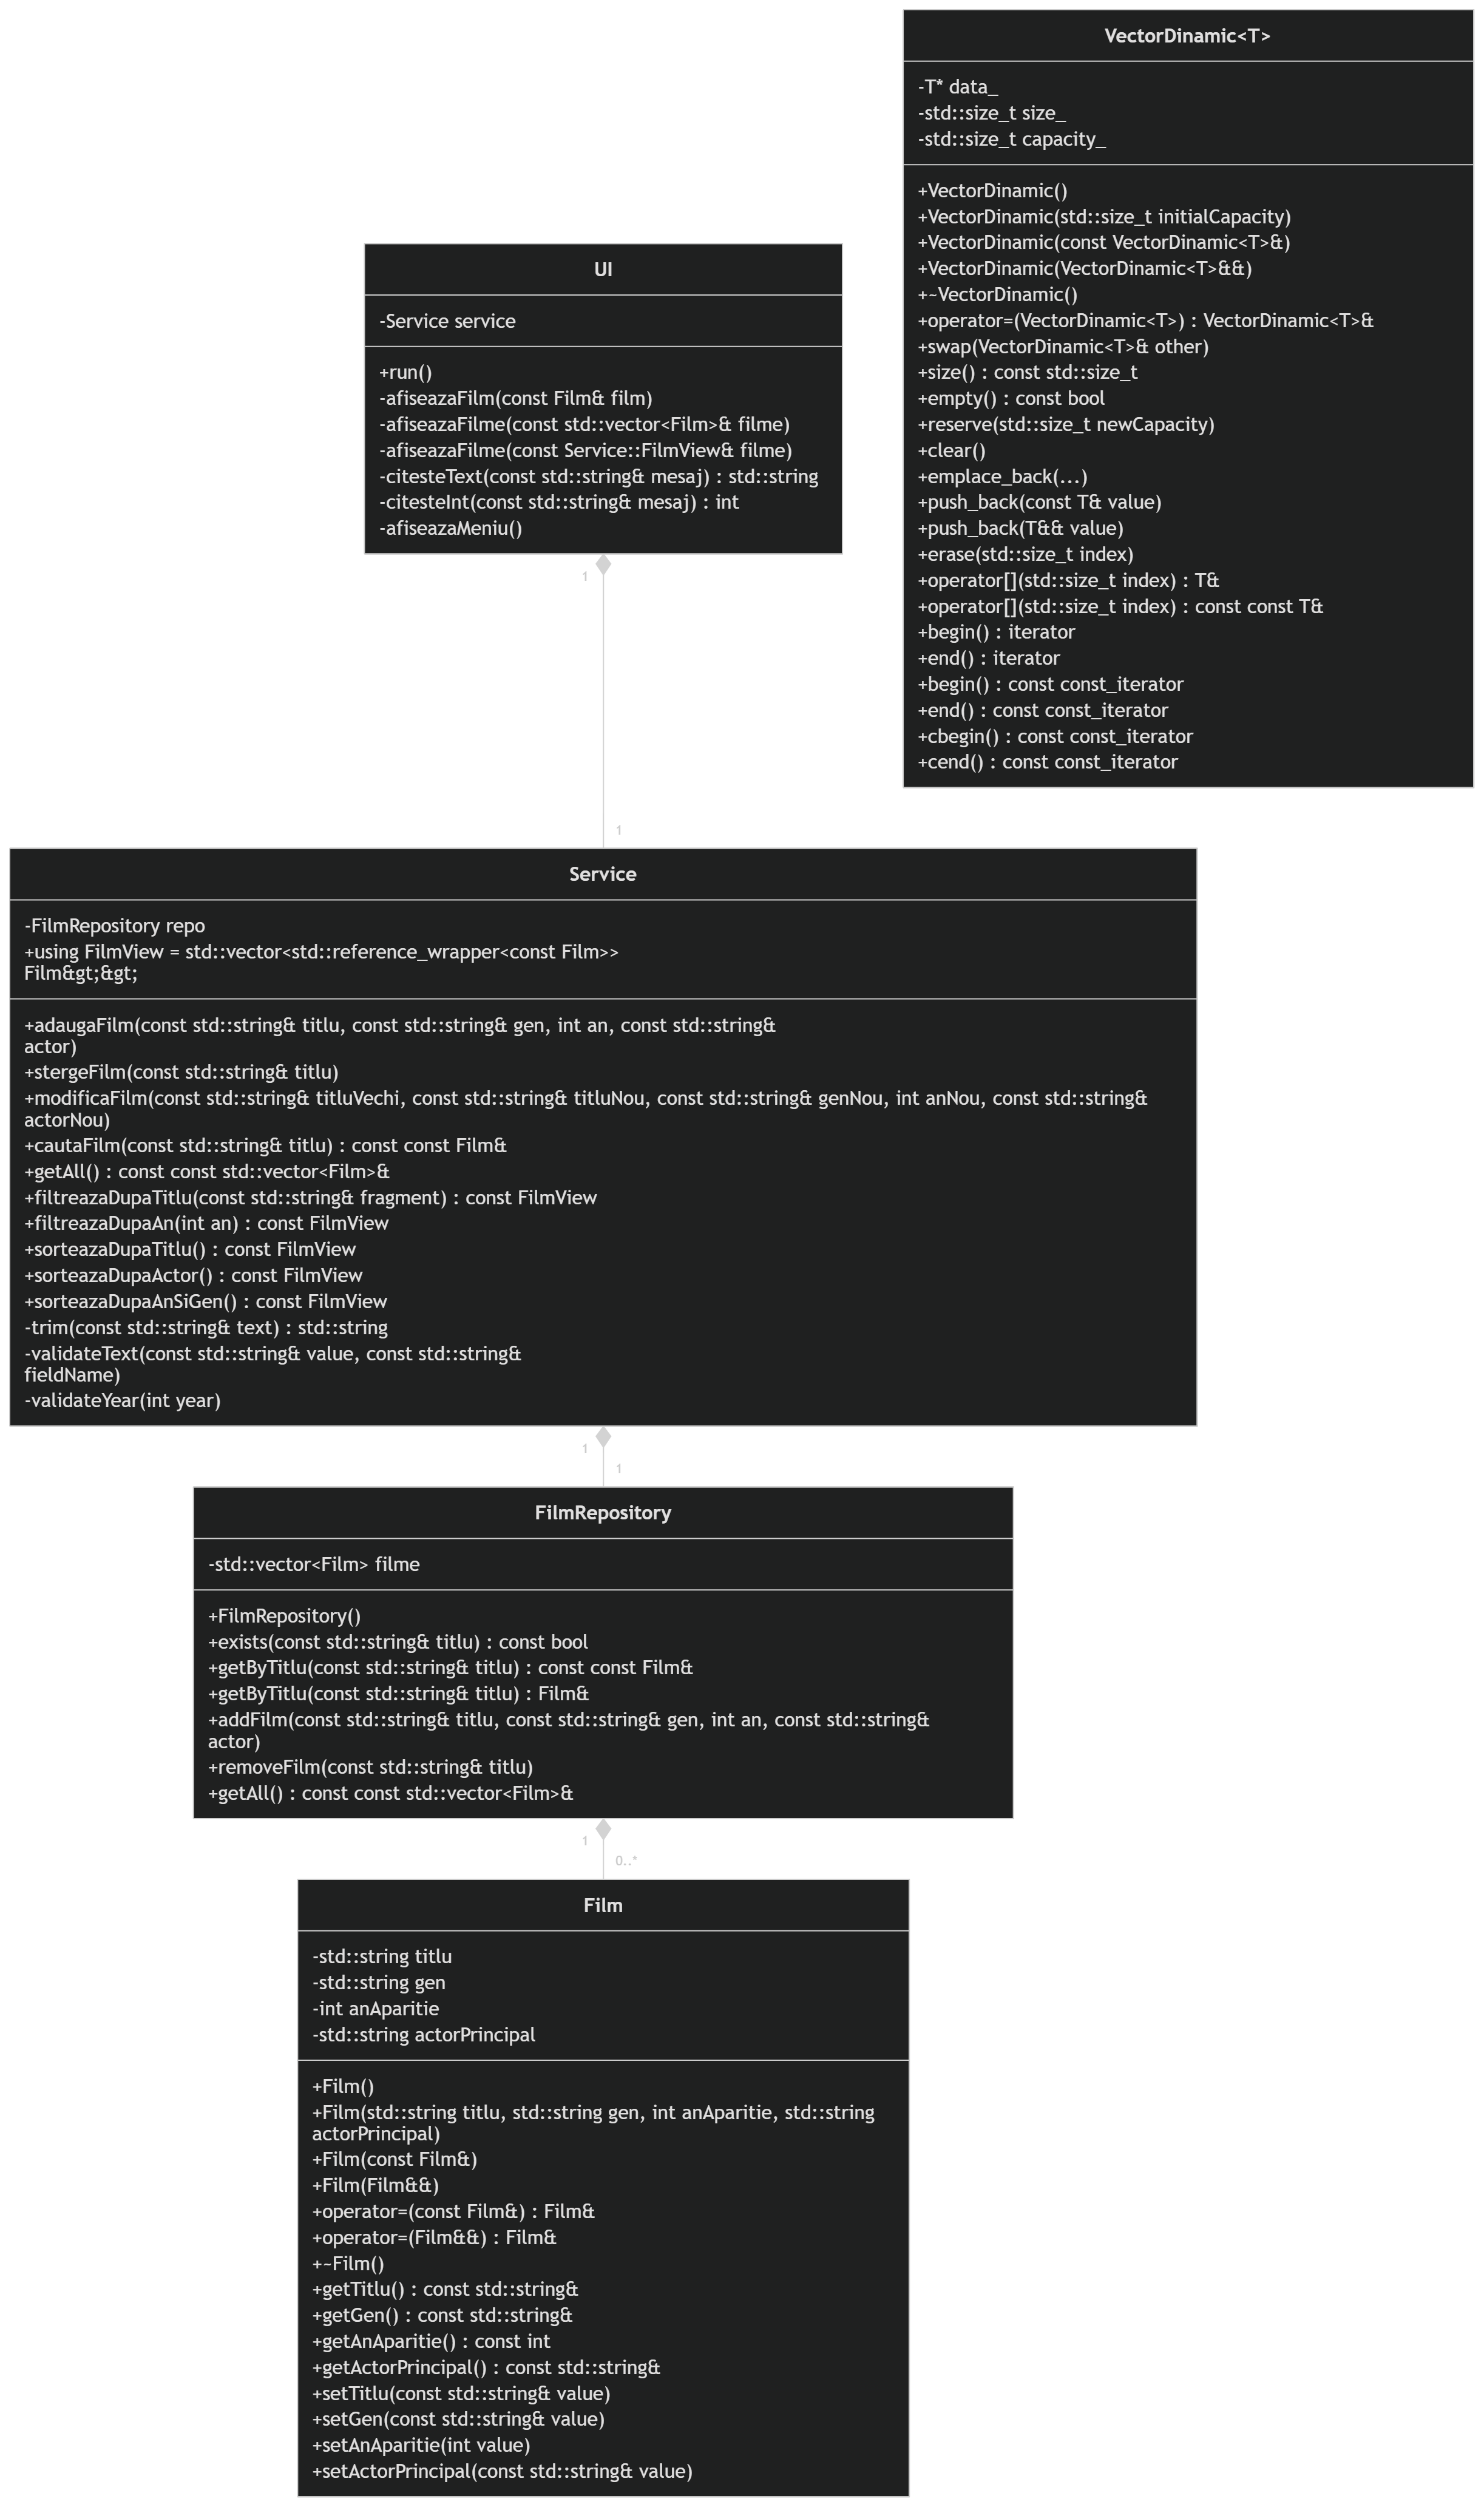 VectorDinamic<T>
-T* data_
-std::size_t size_
-std::size_t capacity_
+VectorDinamic()
+VectorDinamic(std::size_t initialCapacity)
+VectorDinamic(const VectorDinamic<T>&)
+VectorDinamic(VectorDinamic<T>&&)
+~VectorDinamic()
+operator=(VectorDinamic<T>) : VectorDinamic<T>&
+swap(VectorDinamic<T>& other)
+size() : const std::size_t
+empty() : const bool
+reserve(std::size_t newCapacity)
+clear()
+emplace_back(...)
+push_back(const T& value)
+push_back(T&& value)
+erase(std::size_t index)
+operator[](std::size_t index) : T&
+operator[](std::size_t index) : const const T&
+begin() : iterator
+end() : iterator
+begin() : const const_iterator
+end() : const const_iterator
+cbegin() : const const_iterator
+cend() : const const_iterator
UI
-Service service
+run()
-afiseazaFilm(const Film& film)
-afiseazaFilme(const std::vector<Film>& filme)
-afiseazaFilme(const Service::FilmView& filme)
-citesteText(const std::string& mesaj) : std::string
-citesteInt(const std::string& mesaj) : int
-afiseazaMeniu()
1
1
Service
-FilmRepository repo
+using FilmView = std::vector<std::reference_wrapper<const Film>>
Film&gt;&gt;
+adaugaFilm(const std::string& titlu, const std::string& gen, int an, const std::string&
actor)
+stergeFilm(const std::string& titlu)
+modificaFilm(const std::string& titluVechi, const std::string& titluNou, const std::string& genNou, int anNou, const std::string&
actorNou)
+cautaFilm(const std::string& titlu) : const const Film&
+getAll() : const const std::vector<Film>&
+filtreazaDupaTitlu(const std::string& fragment) : const FilmView
+filtreazaDupaAn(int an) : const FilmView
+sorteazaDupaTitlu() : const FilmView
+sorteazaDupaActor() : const FilmView
+sorteazaDupaAnSiGen() : const FilmView
-trim(const std::string& text) : std::string
-validateText(const std::string& value, const std::string&
fieldName)
-validateYear(int year)
1
1
FilmRepository
-std::vector<Film> filme
+FilmRepository()
+exists(const std::string& titlu) : const bool
+getByTitlu(const std::string& titlu) : const const Film&
+getByTitlu(const std::string& titlu) : Film&
+addFilm(const std::string& titlu, const std::string& gen, int an, const std::string&
actor)
+removeFilm(const std::string& titlu)
+getAll() : const const std::vector<Film>&
1
0..*
Film
-std::string titlu
-std::string gen
-int anAparitie
-std::string actorPrincipal
+Film()
+Film(std::string titlu, std::string gen, int anAparitie, std::string
actorPrincipal)
+Film(const Film&)
+Film(Film&&)
+operator=(const Film&) : Film&
+operator=(Film&&) : Film&
+~Film()
+getTitlu() : const std::string&
+getGen() : const std::string&
+getAnAparitie() : const int
+getActorPrincipal() : const std::string&
+setTitlu(const std::string& value)
+setGen(const std::string& value)
+setAnAparitie(int value)
+setActorPrincipal(const std::string& value)